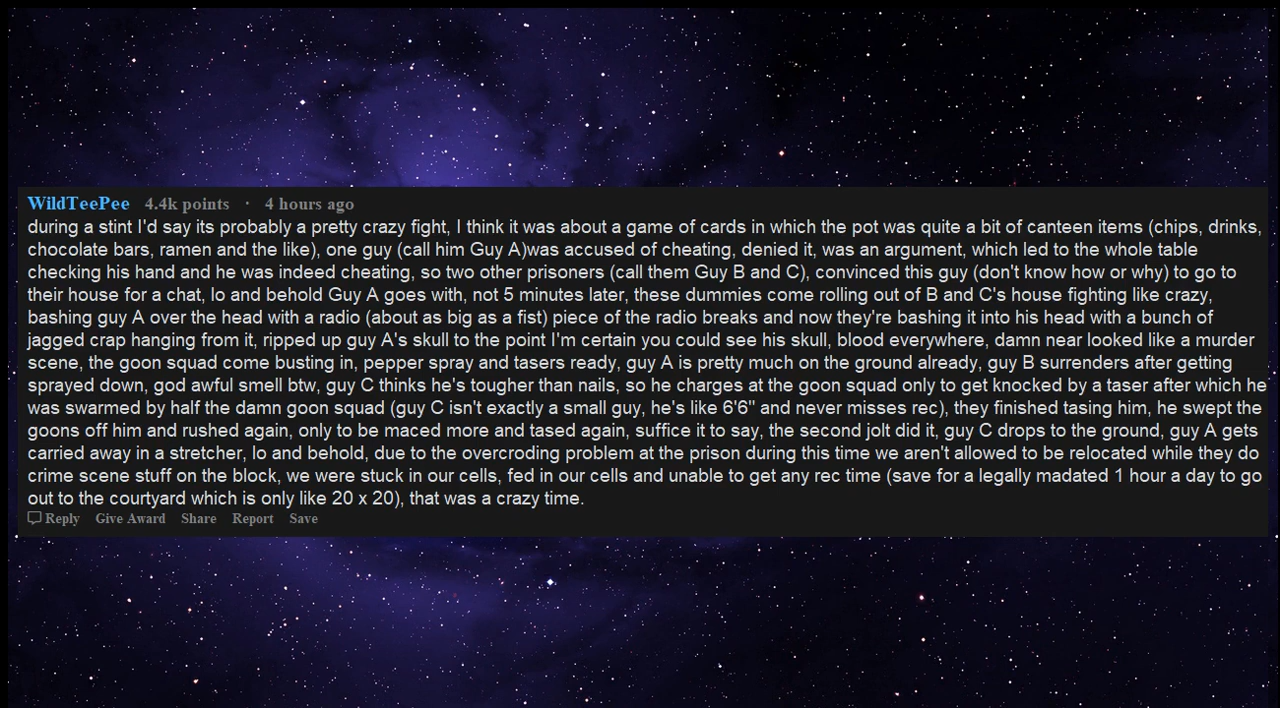 WildTeePee 4.4k points · 4 hours ago
during a stint I'd say its probably a pretty crazy fight, I think it was about a game of cards in which the pot was quite a bit of canteen items (chips, drinks,
chocolate bars, ramen and the like), one guy (call him Guy A)was accused of cheating, denied it, was an argument, which led to the whole table
checking his hand and he was indeed cheating, so two other prisoners (call them Guy B and C), convinced this guy (don't know how or why) to go to
their house for a chat, lo and behold Guy A goes with, not 5 minutes later, these dummies come rolling out of B and C's house fighting like crazy,
bashing guy A over the head with a radio (about as big as a fist) piece of the radio breaks and now they're bashing it into his head with a bunch of
jagged crap hanging from it, ripped up guy A's skull to the point I'm certain you could see his skull, blood everywhere, damn near looked like a murder
scene, the goon squad come busting in, pepper spray and tasers ready, guy A is pretty much on the ground already, guy B surrenders after getting
sprayed down, god awful smell btw, guy C thinks he's tougher than nails, so he charges at the goon squad only to get knocked by a taser after which he
was swarmed by half the damn goon squad (guy C isn't exactly a small guy, he's like 6'6" and never misses rec), they finished tasing him, he swept the
goons off him and rushed again, only to be maced more and tased again, suffice it to say, the second jolt did it, guy C drops to the ground, guy A gets
carried away in a stretcher, lo and behold, due to the overcroding problem at the prison during this time we aren't allowed to be relocated while they do
crime scene stuff on the block, we were stuck in our cells, fed in our cells and unable to get any rec time (save for a legally madated 1 hour a day to go
out to the courtyard which is only like 20 x 20), that was a crazy time.
Reply Give Award Share Report Save